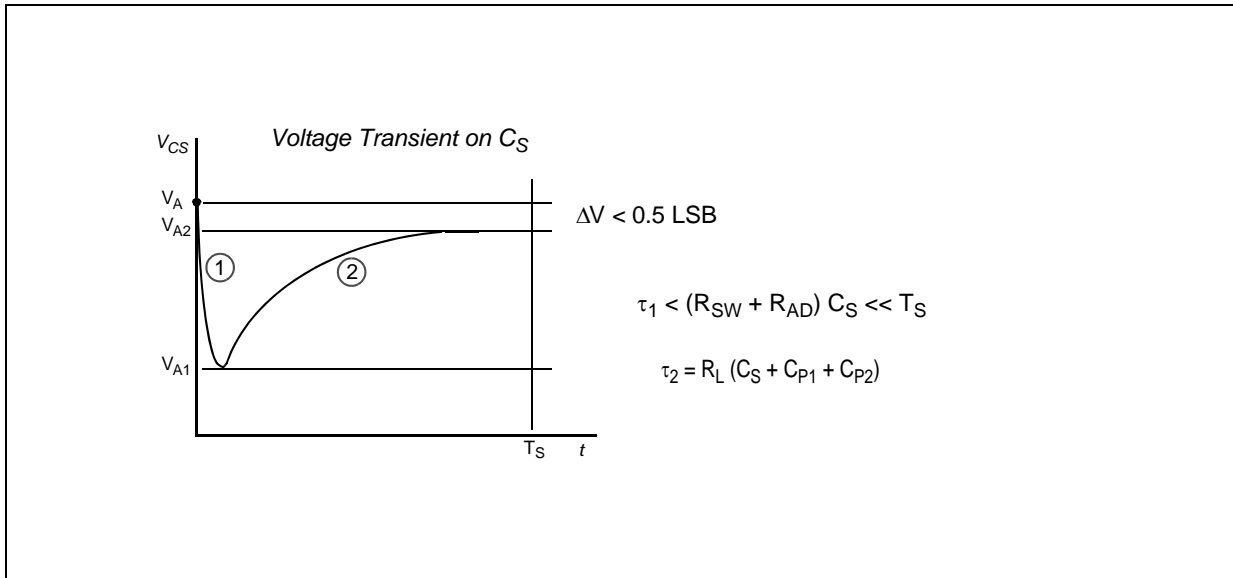 Voltage Transient on CS
VCS
VA
VA2
ΔV < 0.5 LSB
1
2
τ1 < (RSW + RAD) CS << TS
VA1
τ2 = RL (CS + CP1 + CP2)
TS
t